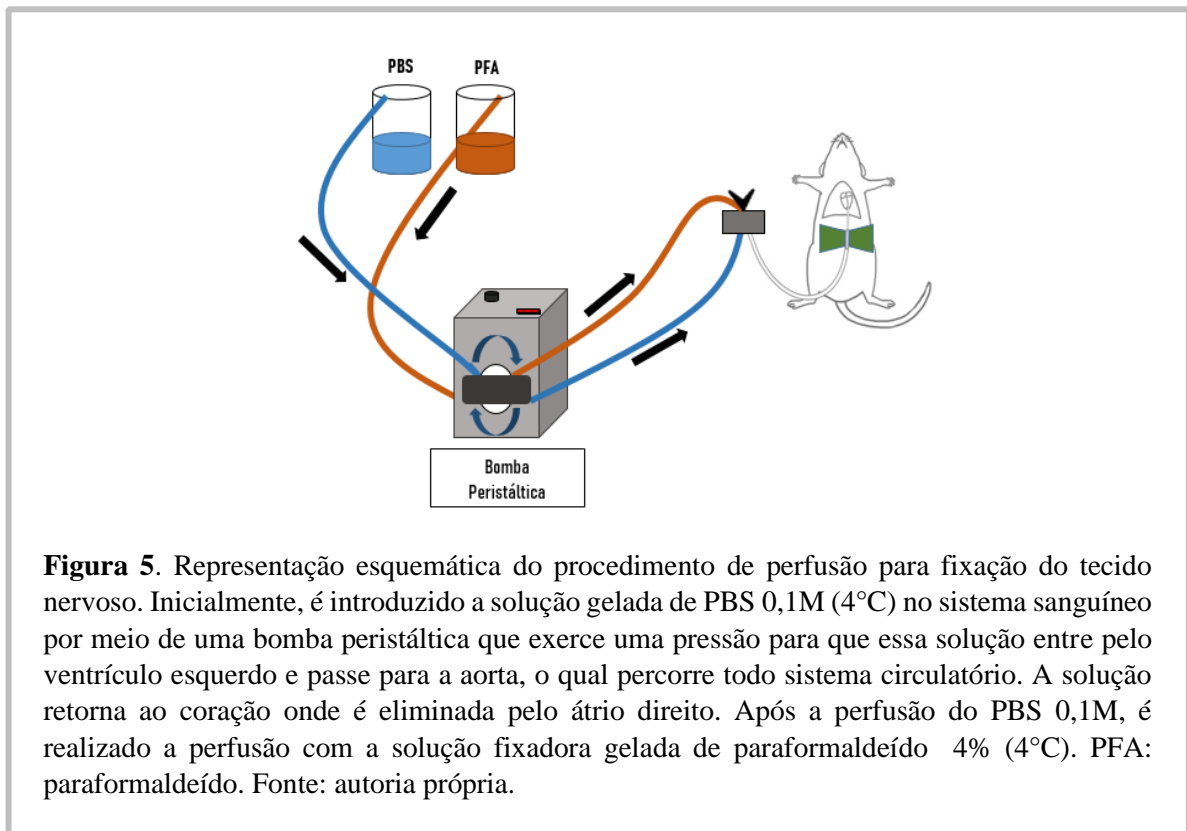 PBS PFA
Bomba
Peristáltica
Figura 5. Representação esquemática do procedimento de perfusão para fixação do tecido
nervoso. Inicialmente, é introduzido a solução gelada de PBS 0,1M (4°C) no sistema sanguíneo
por meio de uma bomba peristáltica que exerce uma pressão para que essa solução entre pelo
ventrículo esquerdo e passe para a aorta, o qual percorre todo sistema circulatório. A solução
retorna ao coração onde é eliminada pelo átrio direito. Após a perfusão do PBS 0,1M, é
realizado a perfusão com a solução fixadora gelada de paraformaldeído 4% (4°C). PFA:
paraformaldeído. Fonte: autoria própria.